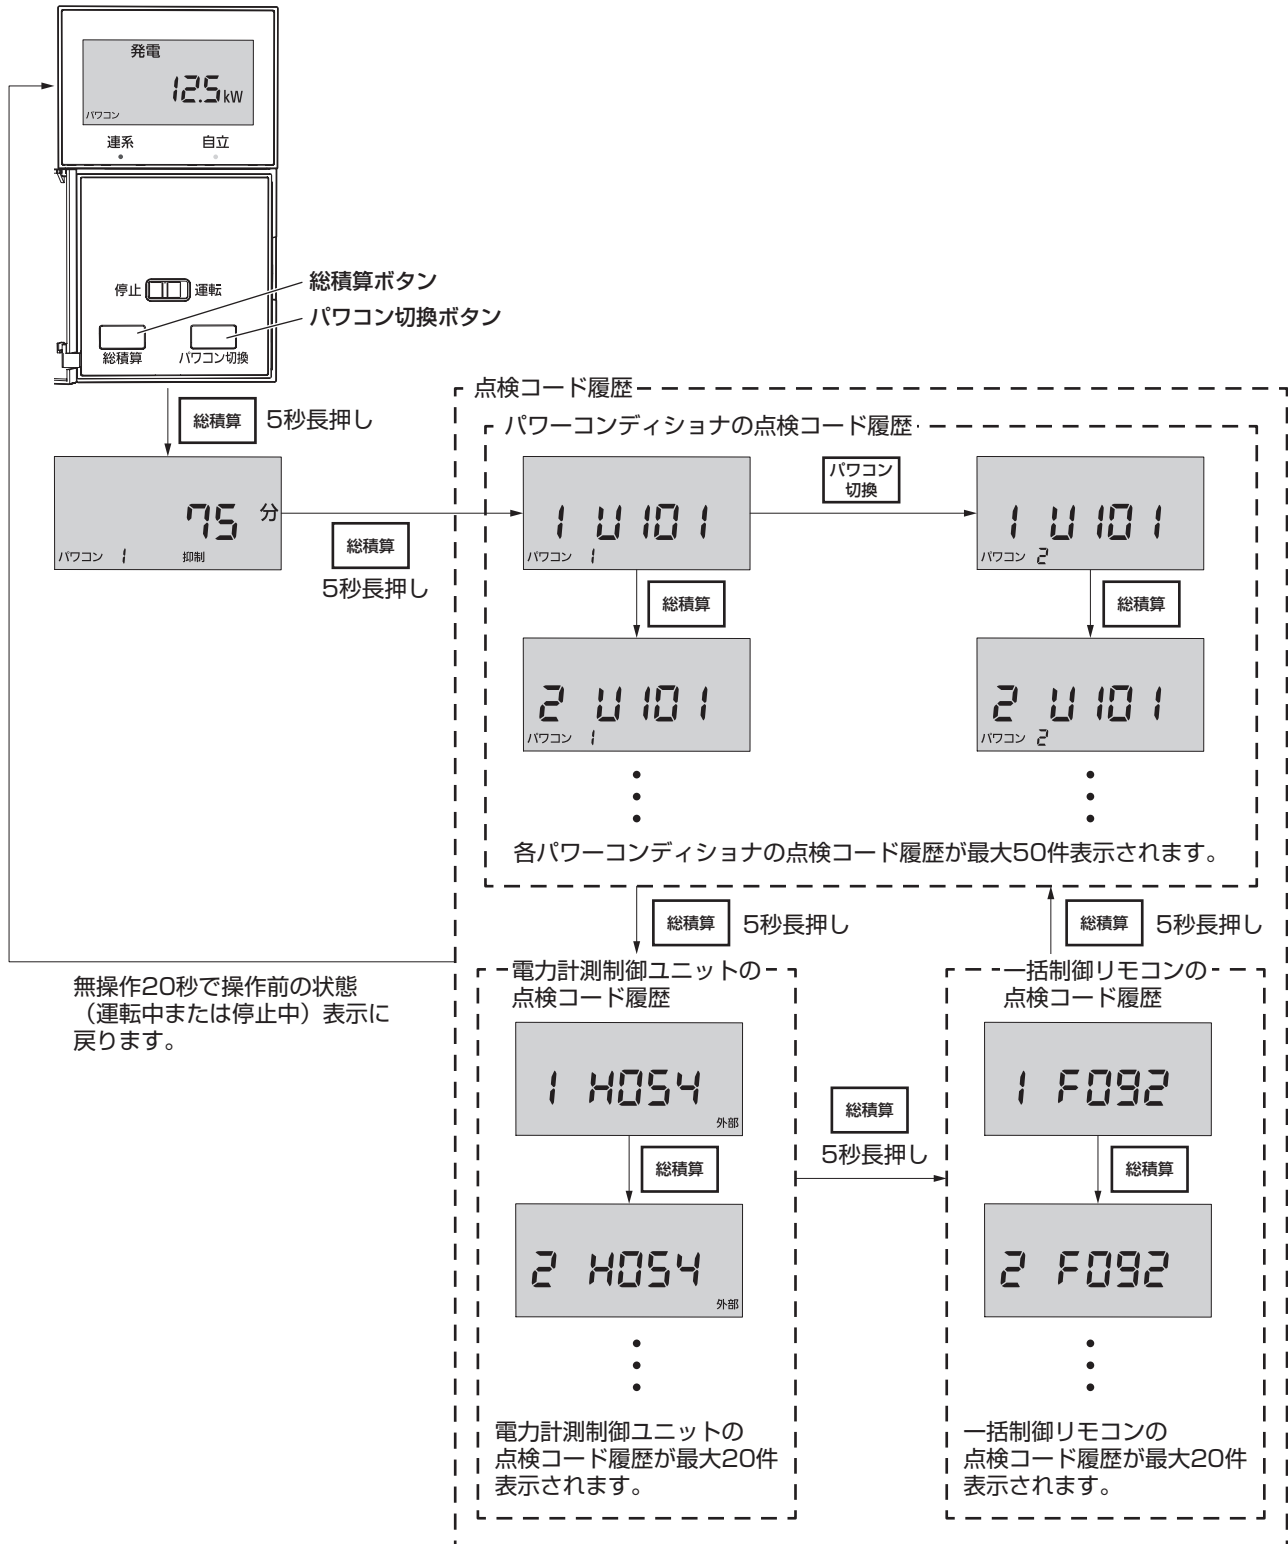 発電
12.5kW
パワコン
連系 自立
停止 運転
総積算 パワコン切換
総積算ボタン
パワコン切換ボタン
総積算 5秒長押し
75 分
パワコン 1 抑制
総積算
5秒長押し
点検コード履歴
パワーコンディショナの点検コード履歴
1 U101
パワコン 1
パワコン
切換
1 U101
パワコン 2
総積算
総積算
2 U101
パワコン 1
2 U101
パワコン 2
各パワーコンディショナの点検コード履歴が最大50件表示されます。
総積算 5秒長押し
総積算 5秒長押し
無操作20秒で操作前の状態
（運転中または停止中）表示に
戻ります。
電力計測制御ユニットの
点検コード履歴
1 H054
外部
総積算
2 H054
外部
電力計測制御ユニットの
点検コード履歴が最大20件
表示されます。
総積算
5秒長押し
一括制御リモコンの
点検コード履歴
1 F092
総積算
2 F092
一括制御リモコンの
点検コード履歴が最大20件
表示されます。